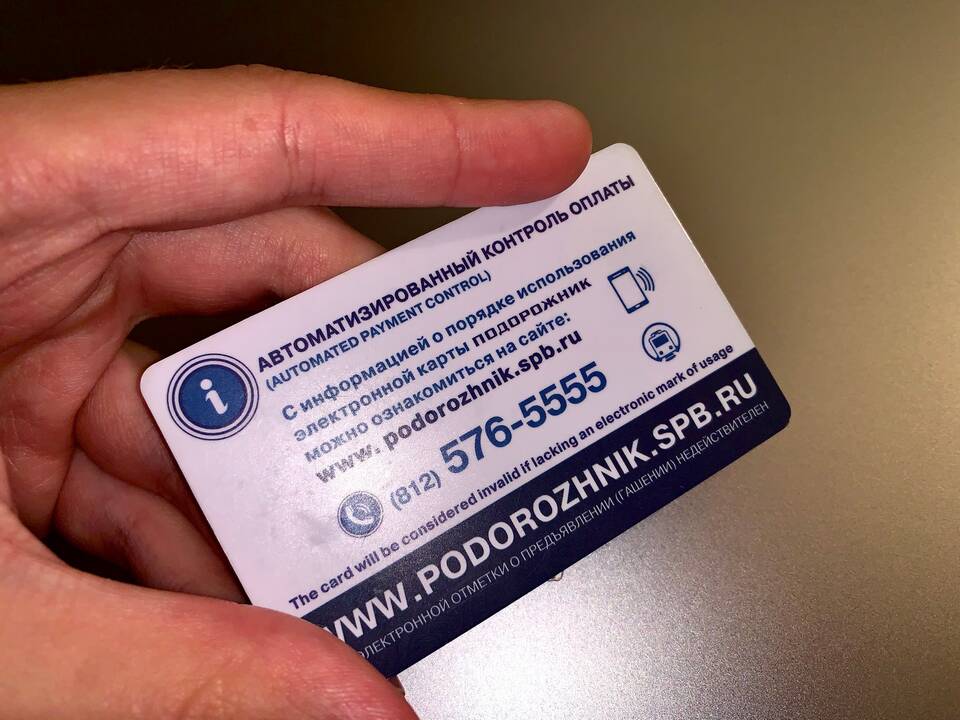 i
АВТОМАТИЗИРОВАННЫЙ КОНТРОЛЬ ОПЛАТЫ
(AUTOMATED PAYMENT CONTROL)
С информацией о порядке использования
электронной карты ПОДОРОЖНИК
можно ознакомиться на сайте:
www. podorozhnik.spb.ru
(812) 576-5555
The card will be considered invalid if lacking an electronic mark of usage
WWW.PODOROZHNIK.SPB.RU
ЭЛЕКТРОННОЙ ОТМЕТКИ О ПРЕДЪЯВЛЕНИИ (ГАШЕНИИ) НЕДЕЙСТВИТЕЛЕН